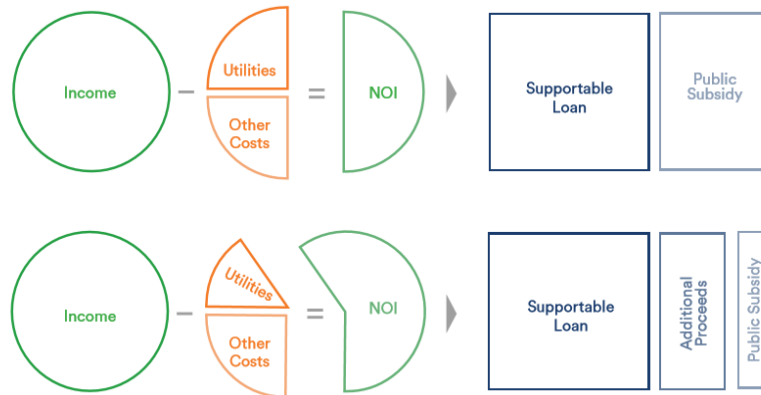 Income
−
Utilities
Other
Costs
=
NOI
Supportable
Loan
Public
Subsidy
Income
−
Utilities
Other
Costs
=
NOI
Supportable
Loan
Additional
Proceeds
Public Subsidy